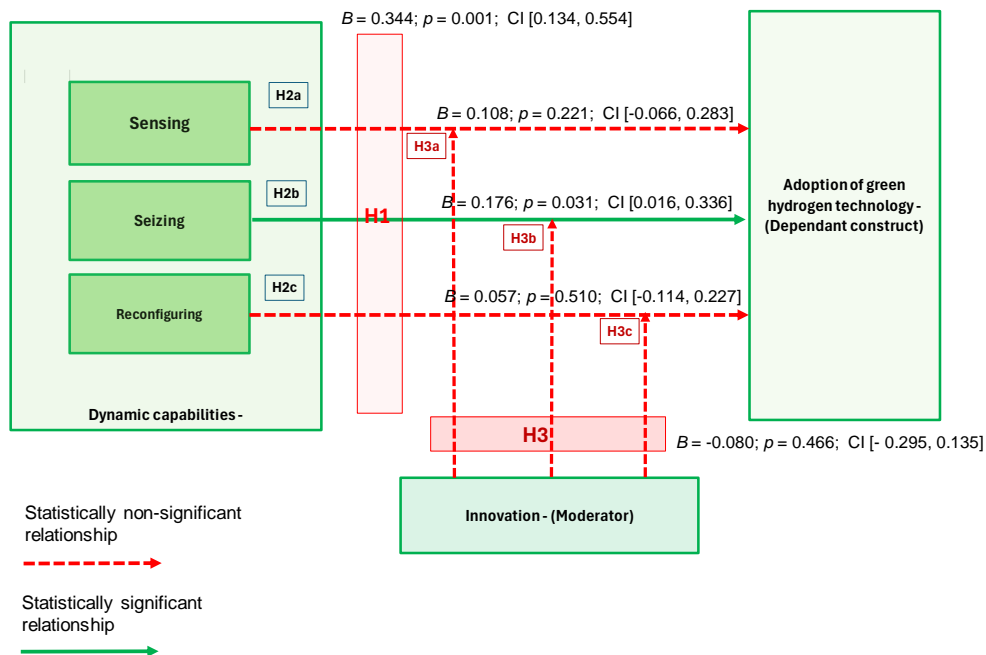 B = 0.344; p = 0.001; CI [0.134, 0.554]
H2a
Sensing
B = 0.108; p = 0.221; CI [-0.066, 0.283]
H3a
H2b
Seizing
H1
B = 0.176; p = 0.031; CI [0.016, 0.336]
H3b
Adoption of green
hydrogen technology -
(Dependant construct)
H2c
Reconfiguring
B = 0.057; p = 0.510; CI [-0.114, 0.227]
H3c
Dynamic capabilities -
H3
B = -0.080; p = 0.466; CI [- 0.295, 0.135]
Innovation - (Moderator)
Statistically non-significant
relationship
Statistically significant
relationship